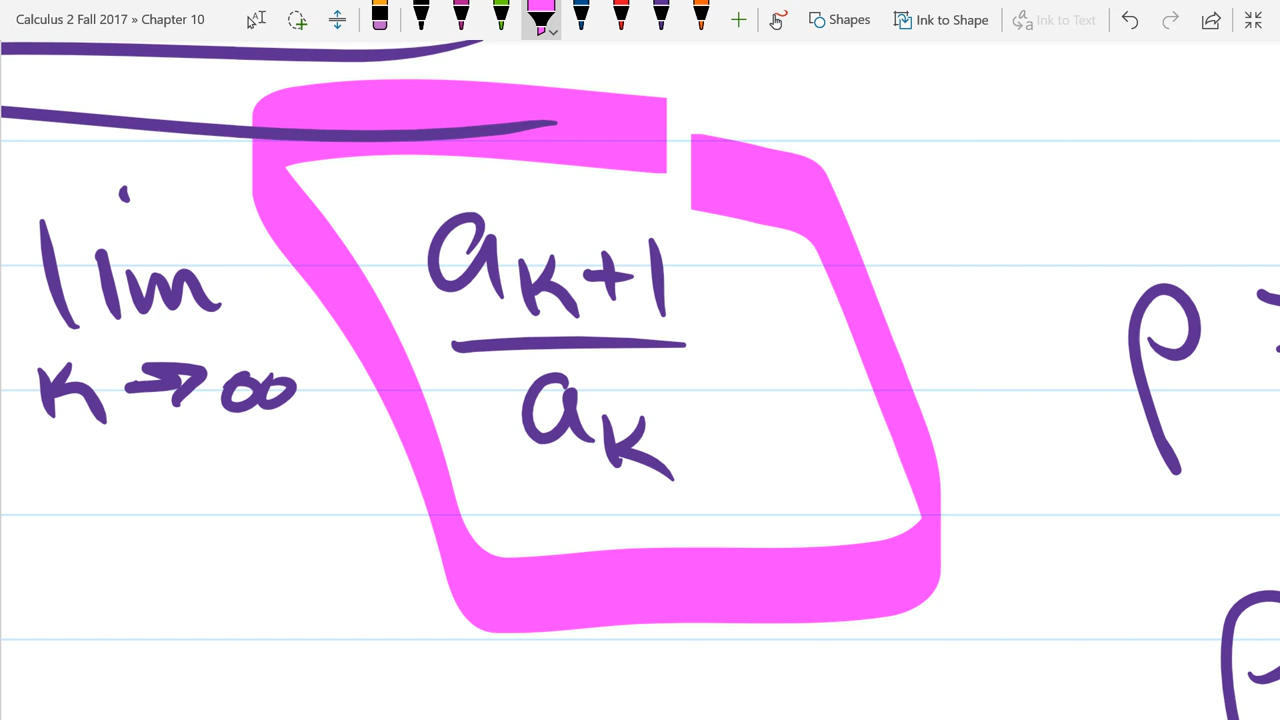 Calculus 2 Fall 2017 » Chapter 10
Shapes
Ink to Shape
Ink to Text
lim
k → ∞
a_{k+1}
a_k
ρ
ρ